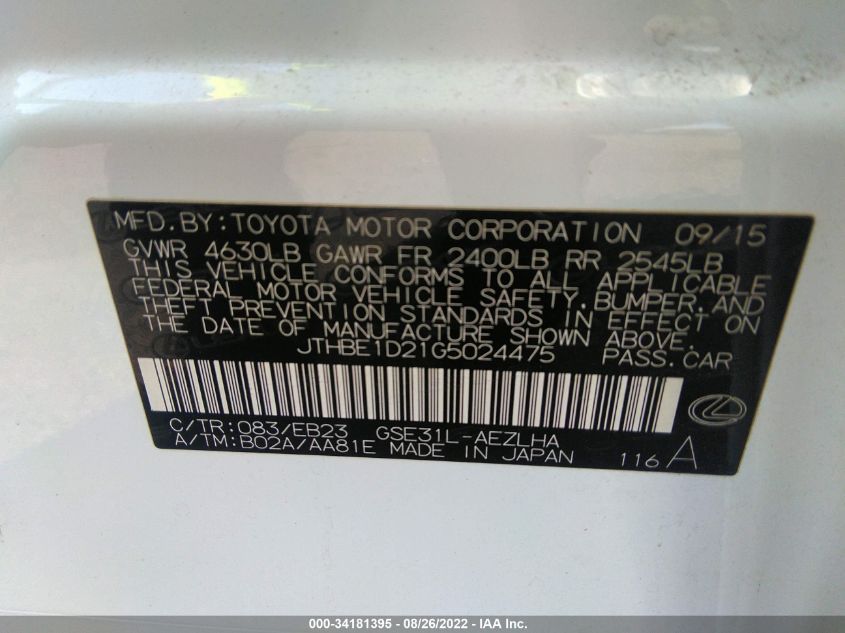 MFD.BY:TOYOTA MOTOR CORPORATION 09/15
GVWR 4630LB GAWR FR 2400LB RR 2545LB
THIS VEHICLE CONFORMS TO ALL APPLICABLE
FEDERAL MOTOR VEHICLE SAFETY,BUMPER,AND
THEFT PREVENTION STANDARDS IN EFFECT ON
THE DATE OF MANUFACTURE SHOWN ABOVE.
JTHBE1D21G5024475 PASS.CAR
C/TR:083/EB23 GSE31L-AEZLHA
A/TM:B02A/AA81E MADE IN JAPAN 116 A
000-34181395 - 08/26/2022 - IAA Inc.